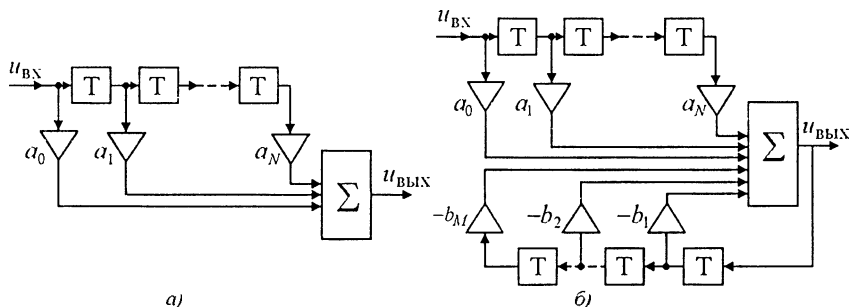 u_ВХ
T T T
a_0 a_1 a_N
Σ
u_ВЫХ
а)
u_ВХ
T T T
a_0 a_1 a_N
Σ
u_ВЫХ
−b_M −b_2 −b_1
T T T
б)